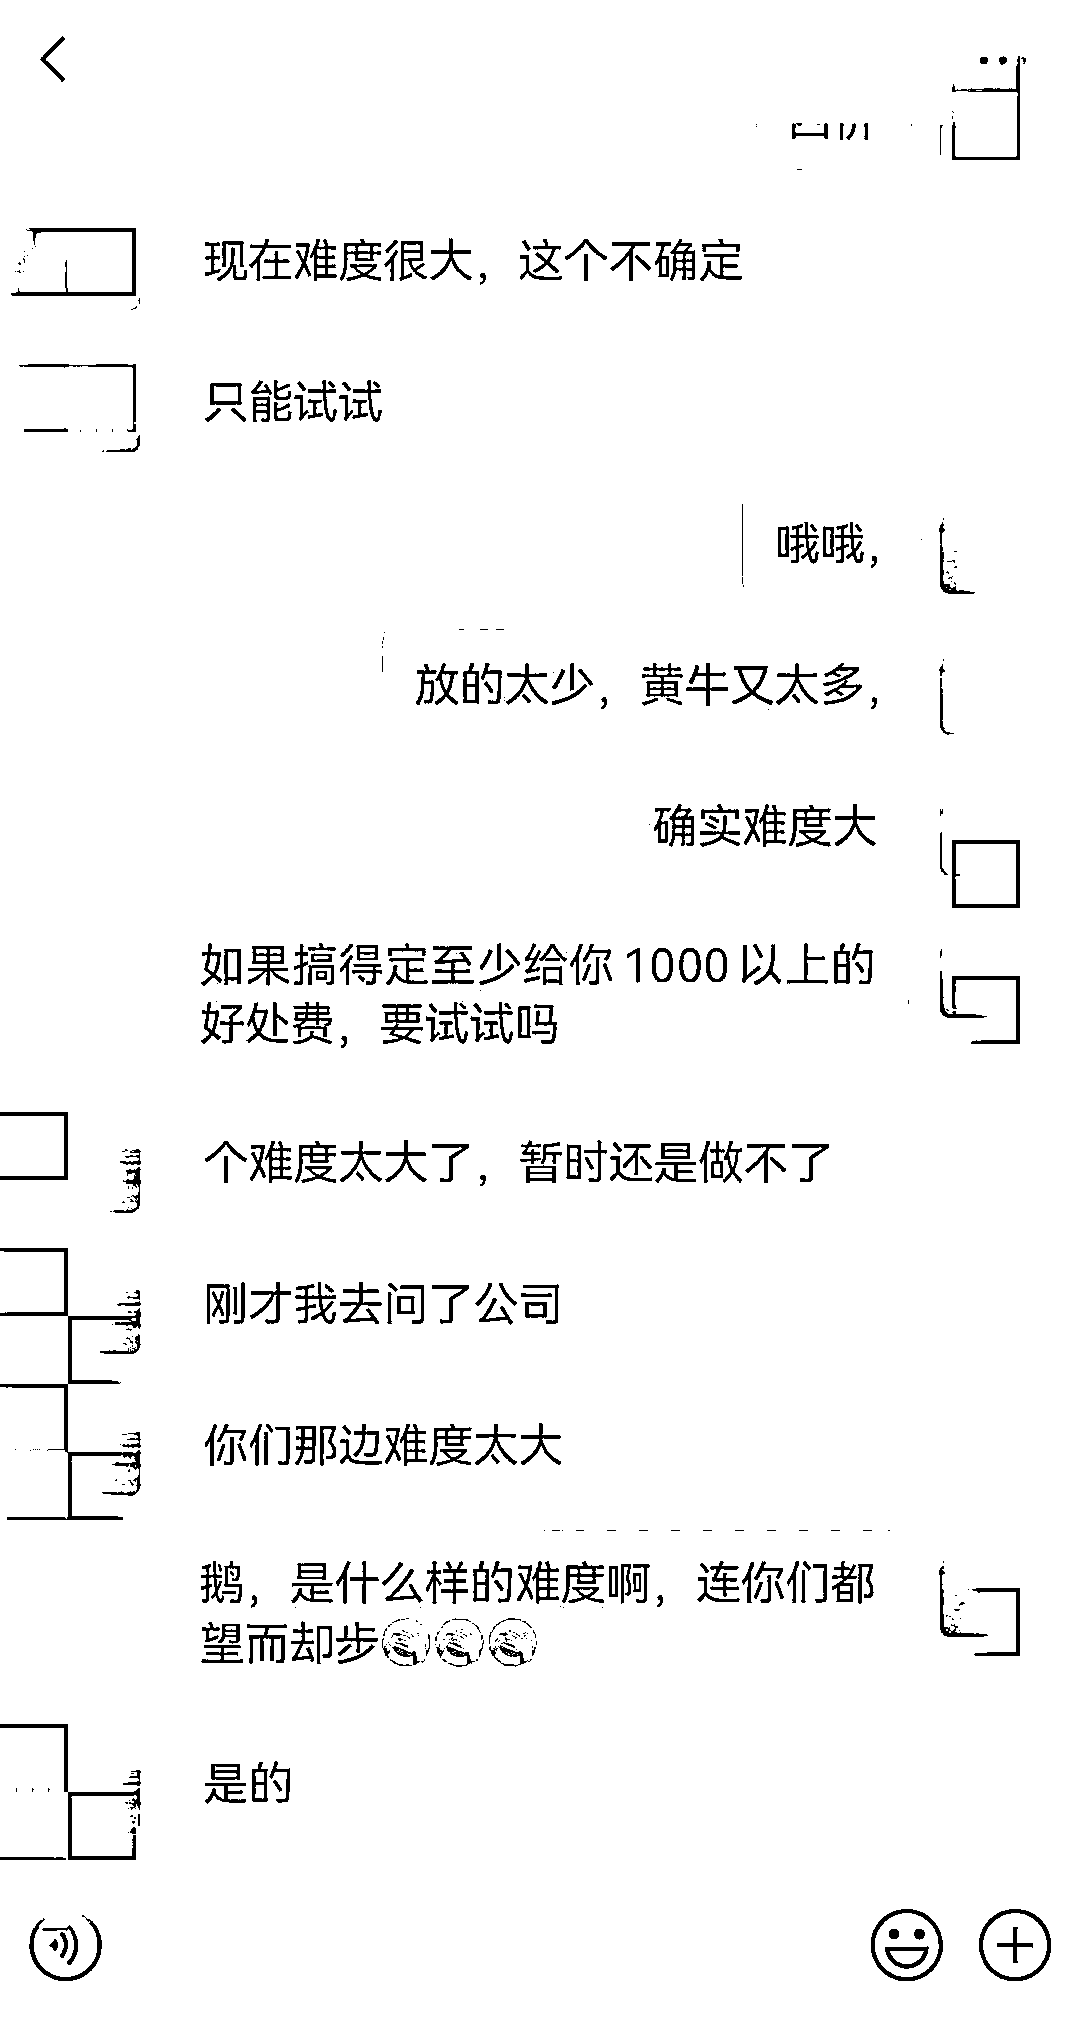 现在难度很大，这个不确定
只能试试
哦哦，
放的太少，黄牛又太多，
确实难度大
如果搞得定至少给你1000以上的
好处费，要试试吗
个难度太大了，暂时还是做不了
刚才我去问了公司
你们那边难度太大
鹅，是什么样的难度啊，连你们都
望而却步
是的